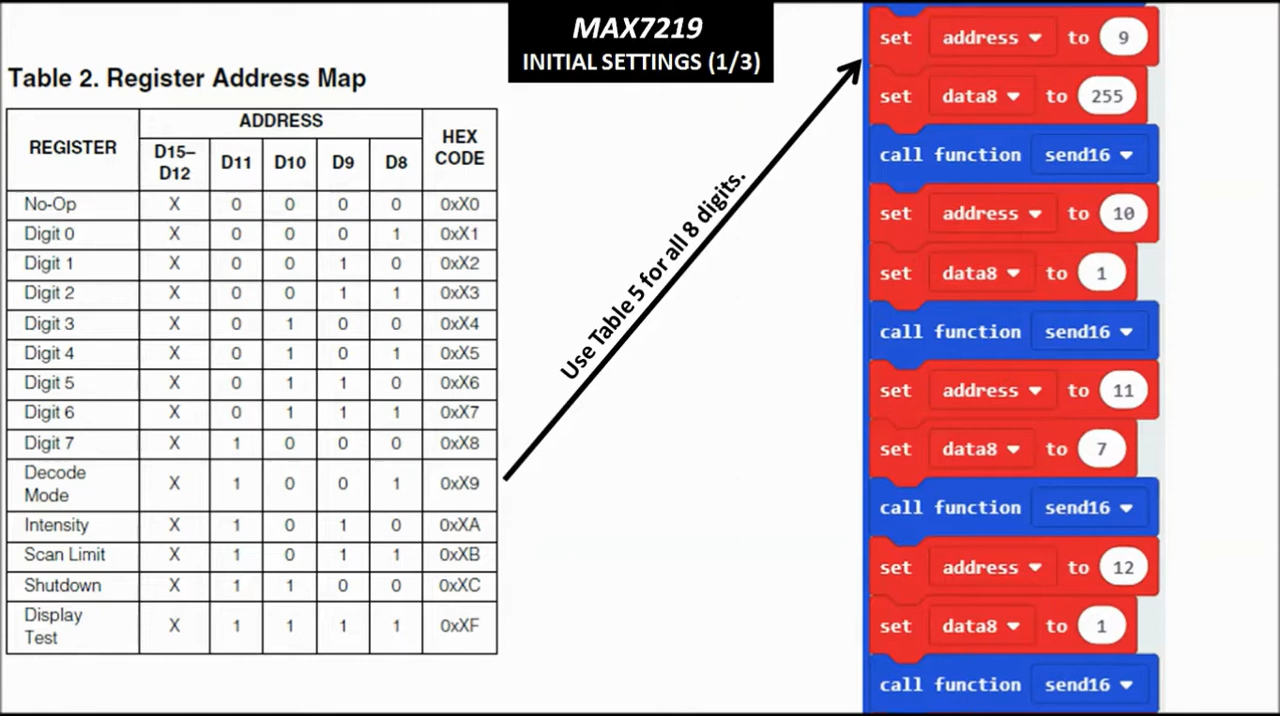 MAX7219
INITIAL SETTINGS (1/3)
Table 2. Register Address Map
REGISTER ADDRESS HEX CODE
D15–D12 D11 D10 D9 D8
No-Op X 0 0 0 0 0xX0
Digit 0 X 0 0 0 1 0xX1
Digit 1 X 0 0 1 0 0xX2
Digit 2 X 0 0 1 1 0xX3
Digit 3 X 0 1 0 0 0xX4
Digit 4 X 0 1 0 1 0xX5
Digit 5 X 0 1 1 0 0xX6
Digit 6 X 0 1 1 1 0xX7
Digit 7 X 1 0 0 0 0xX8
Decode Mode X 1 0 0 1 0xX9
Intensity X 1 0 1 0 0xXA
Scan Limit X 1 0 1 1 0xXB
Shutdown X 1 1 0 0 0xXC
Display Test X 1 1 1 1 0xXF
Use Table 5 for all 8 digits.
set address to 9
set data8 to 255
call function send16
set address to 10
set data8 to 1
call function send16
set address to 11
set data8 to 7
call function send16
set address to 12
set data8 to 1
call function send16